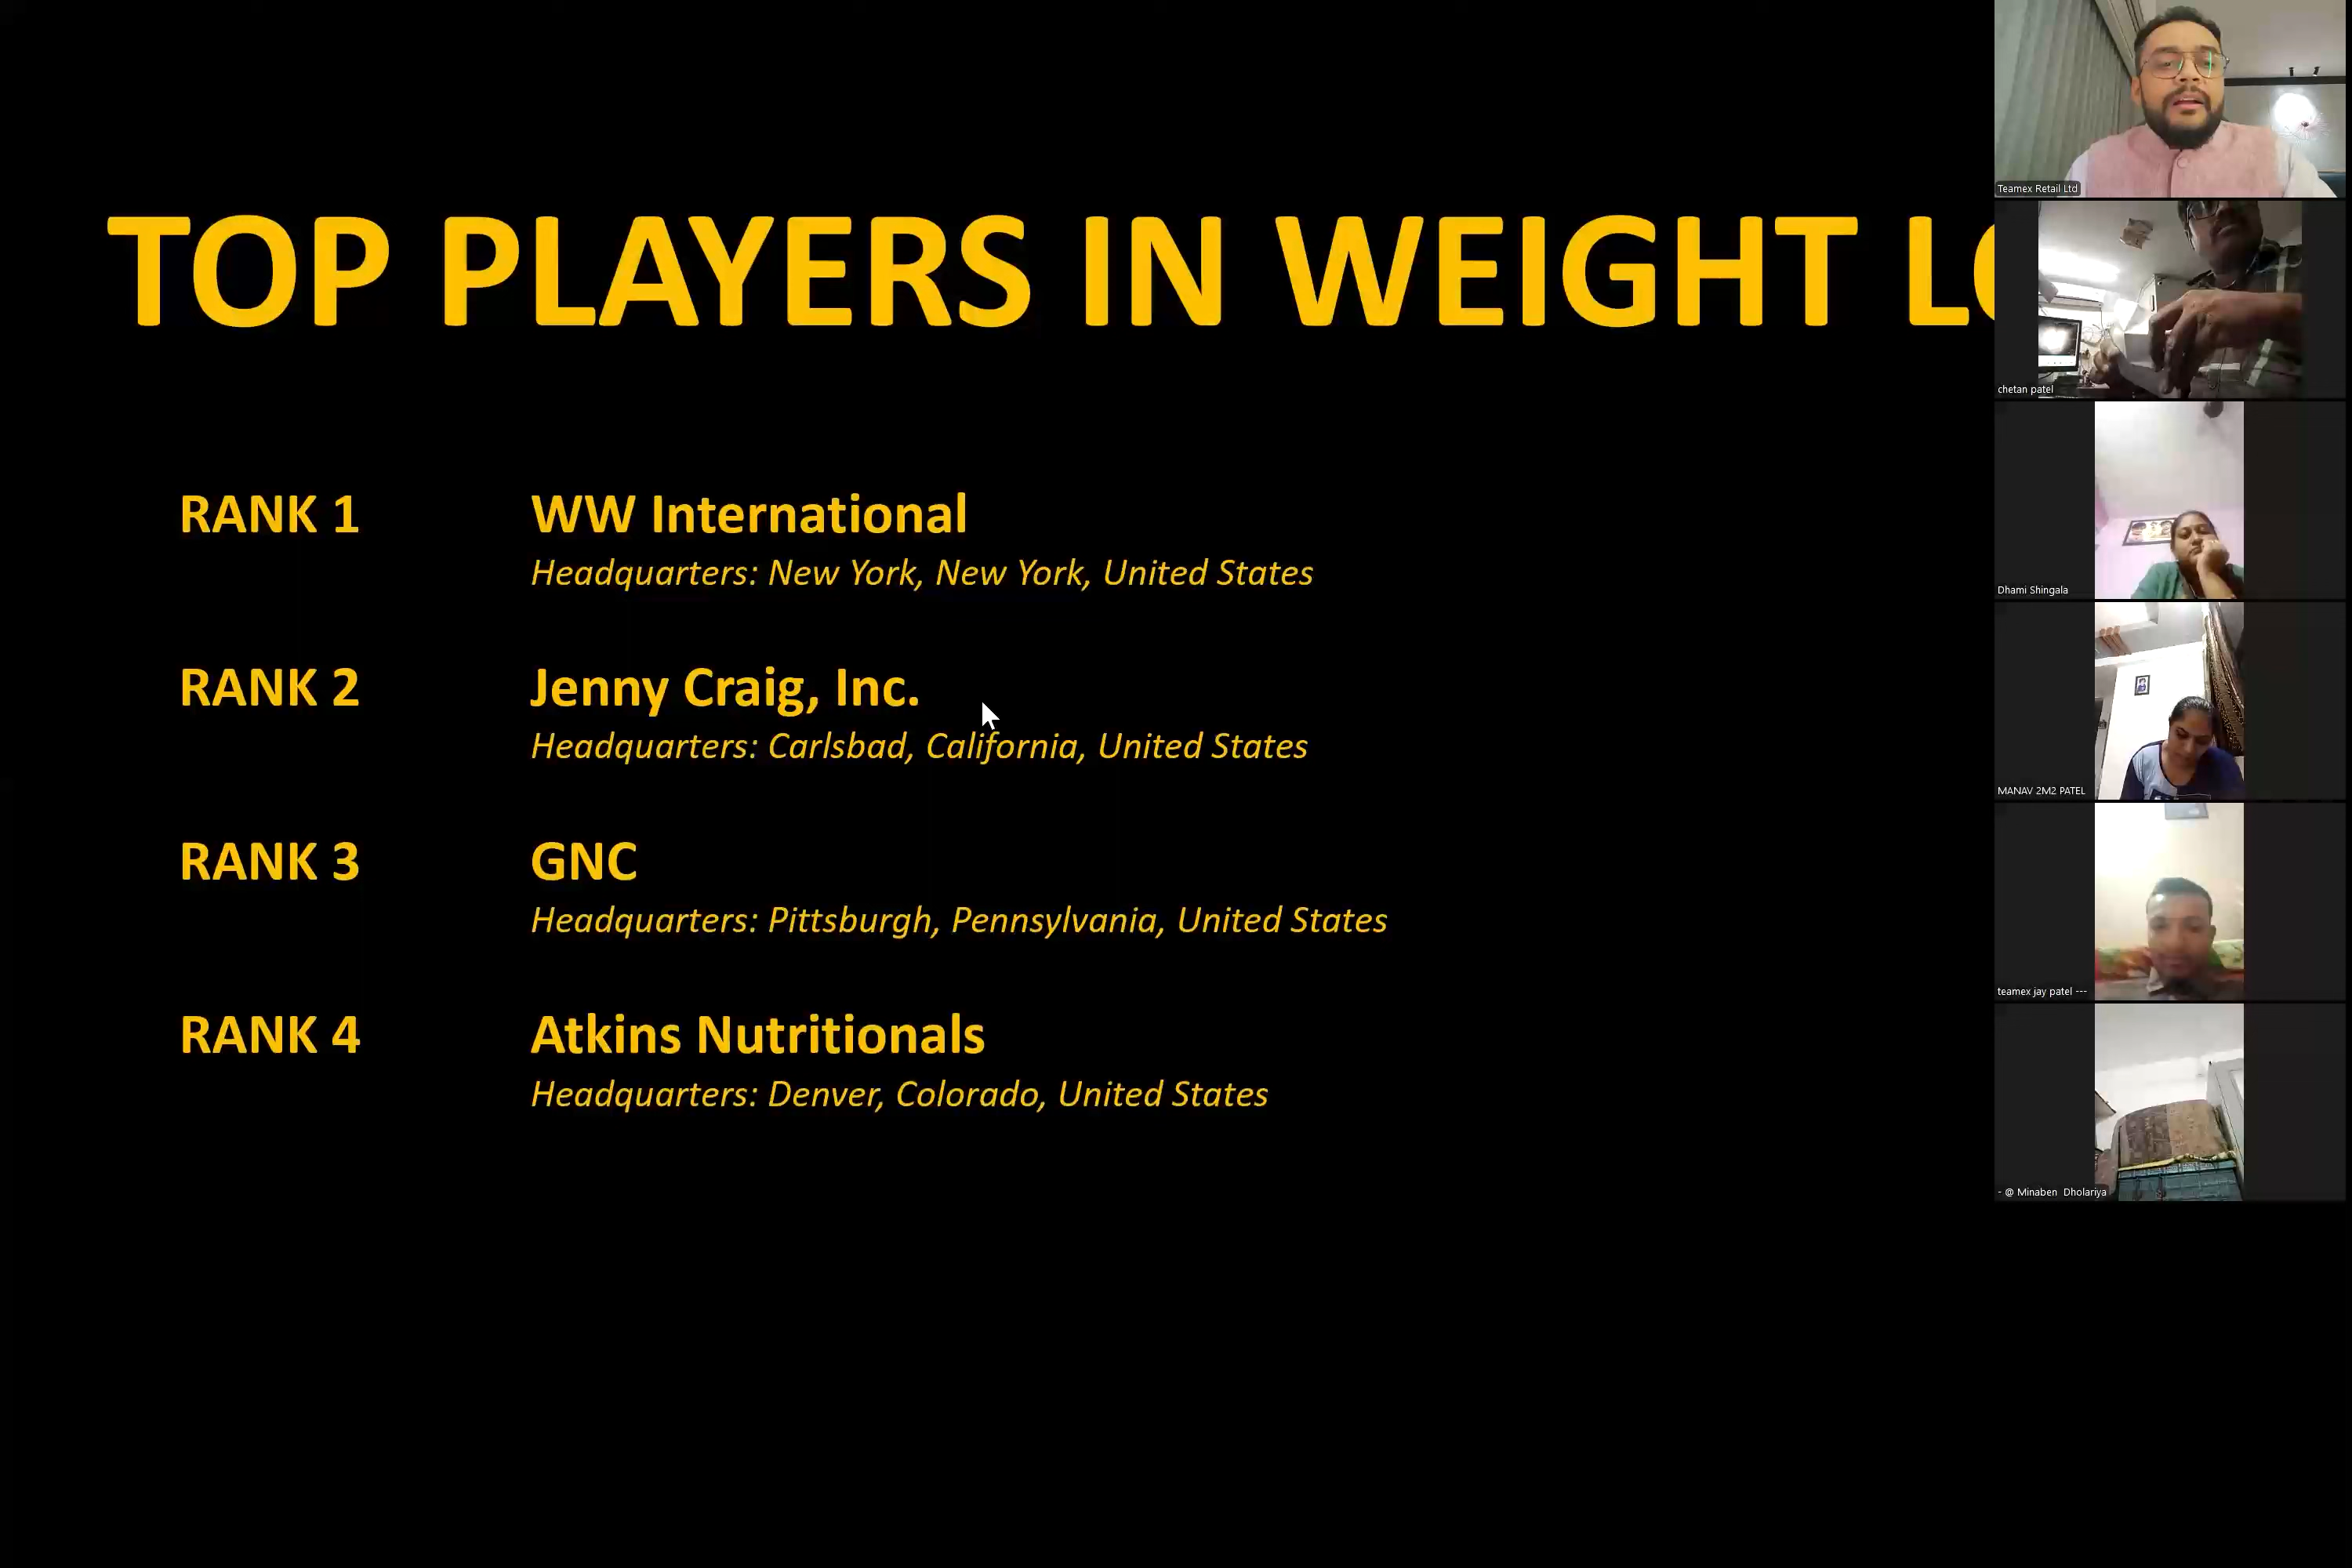 TOP PLAYERS IN WEIGHT
RANK 1 WW International
Headquarters: New York, New York, United States
RANK 2 Jenny Craig, Inc.
Headquarters: Carlsbad, California, United States
RANK 3 GNC
Headquarters: Pittsburgh, Pennsylvania, United States
RANK 4 Atkins Nutritionals
Headquarters: Denver, Colorado, United States
Teamex Retail Ltd
chetan patel
Dhami Shingala
MANAV 2M2 PATEL
teamex jay patel ---
- @ Minaben Dholariya